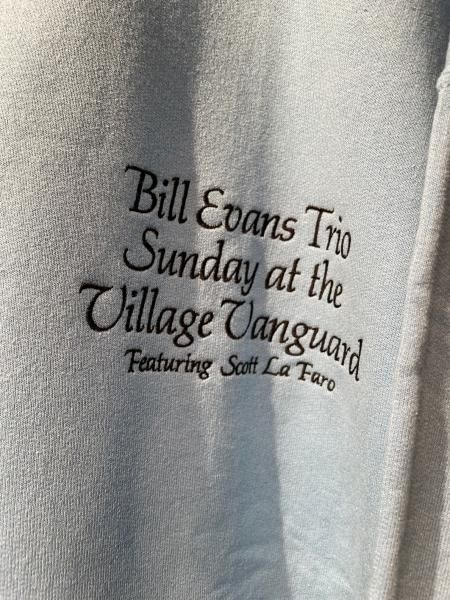 Bill Evans Trio
Sunday at the
Village Vanguard
Featuring Scott La Faro